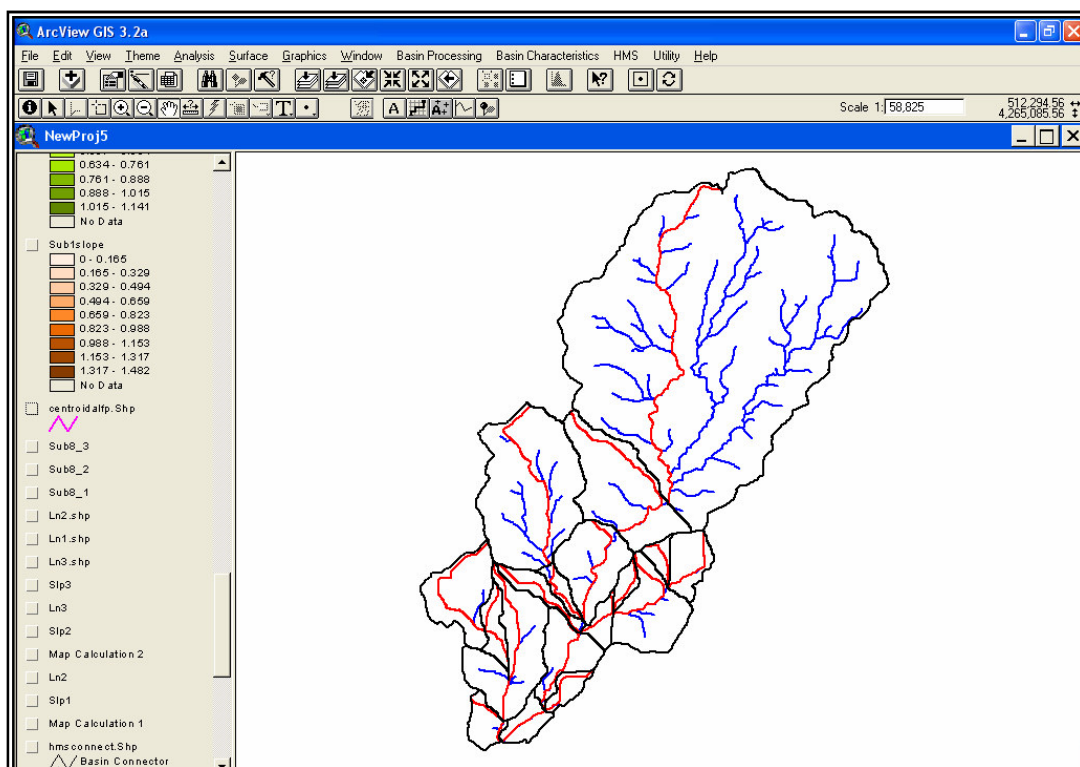 ArcView GIS 3.2a
File Edit View Theme Analysis Surface Graphics Window Basin Processing Basin Characteristics HMS Utility Help
A A+
T
Scale 1: 58,825
512,294.56
4,265,085.56
NewProj5
0.634 - 0.761
0.761 - 0.888
0.888 - 1.015
1.015 - 1.141
No Data
Sub1slope
0 - 0.165
0.165 - 0.329
0.329 - 0.494
0.494 - 0.659
0.659 - 0.823
0.823 - 0.988
0.988 - 1.153
1.153 - 1.317
1.317 - 1.482
No Data
centroidalfp.Shp
Sub8_3
Sub8_2
Sub8_1
Ln2.shp
Ln1.shp
Ln3.shp
Slp3
Ln3
Slp2
Map Calculation 2
Ln2
Slp1
Map Calculation 1
hmsconnect.Shp
Basin Connector